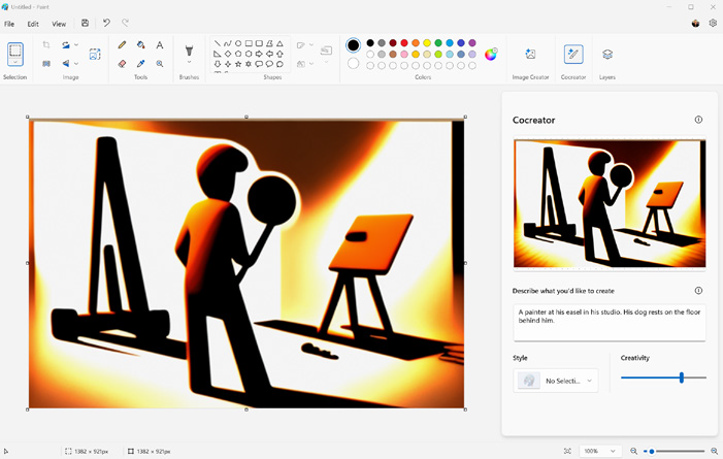 Untitled - Paint
File Edit View
Selection
Image
Tools
Brushes
Shapes
Colors
Image Creator
Cocreator
Layers
Cocreator
Describe what you'd like to create
A painter at his easel in his studio. His dog rests on the floor
behind him.
Style
Creativity
No Selecti...
1382 × 921px
1382 × 921px
100%